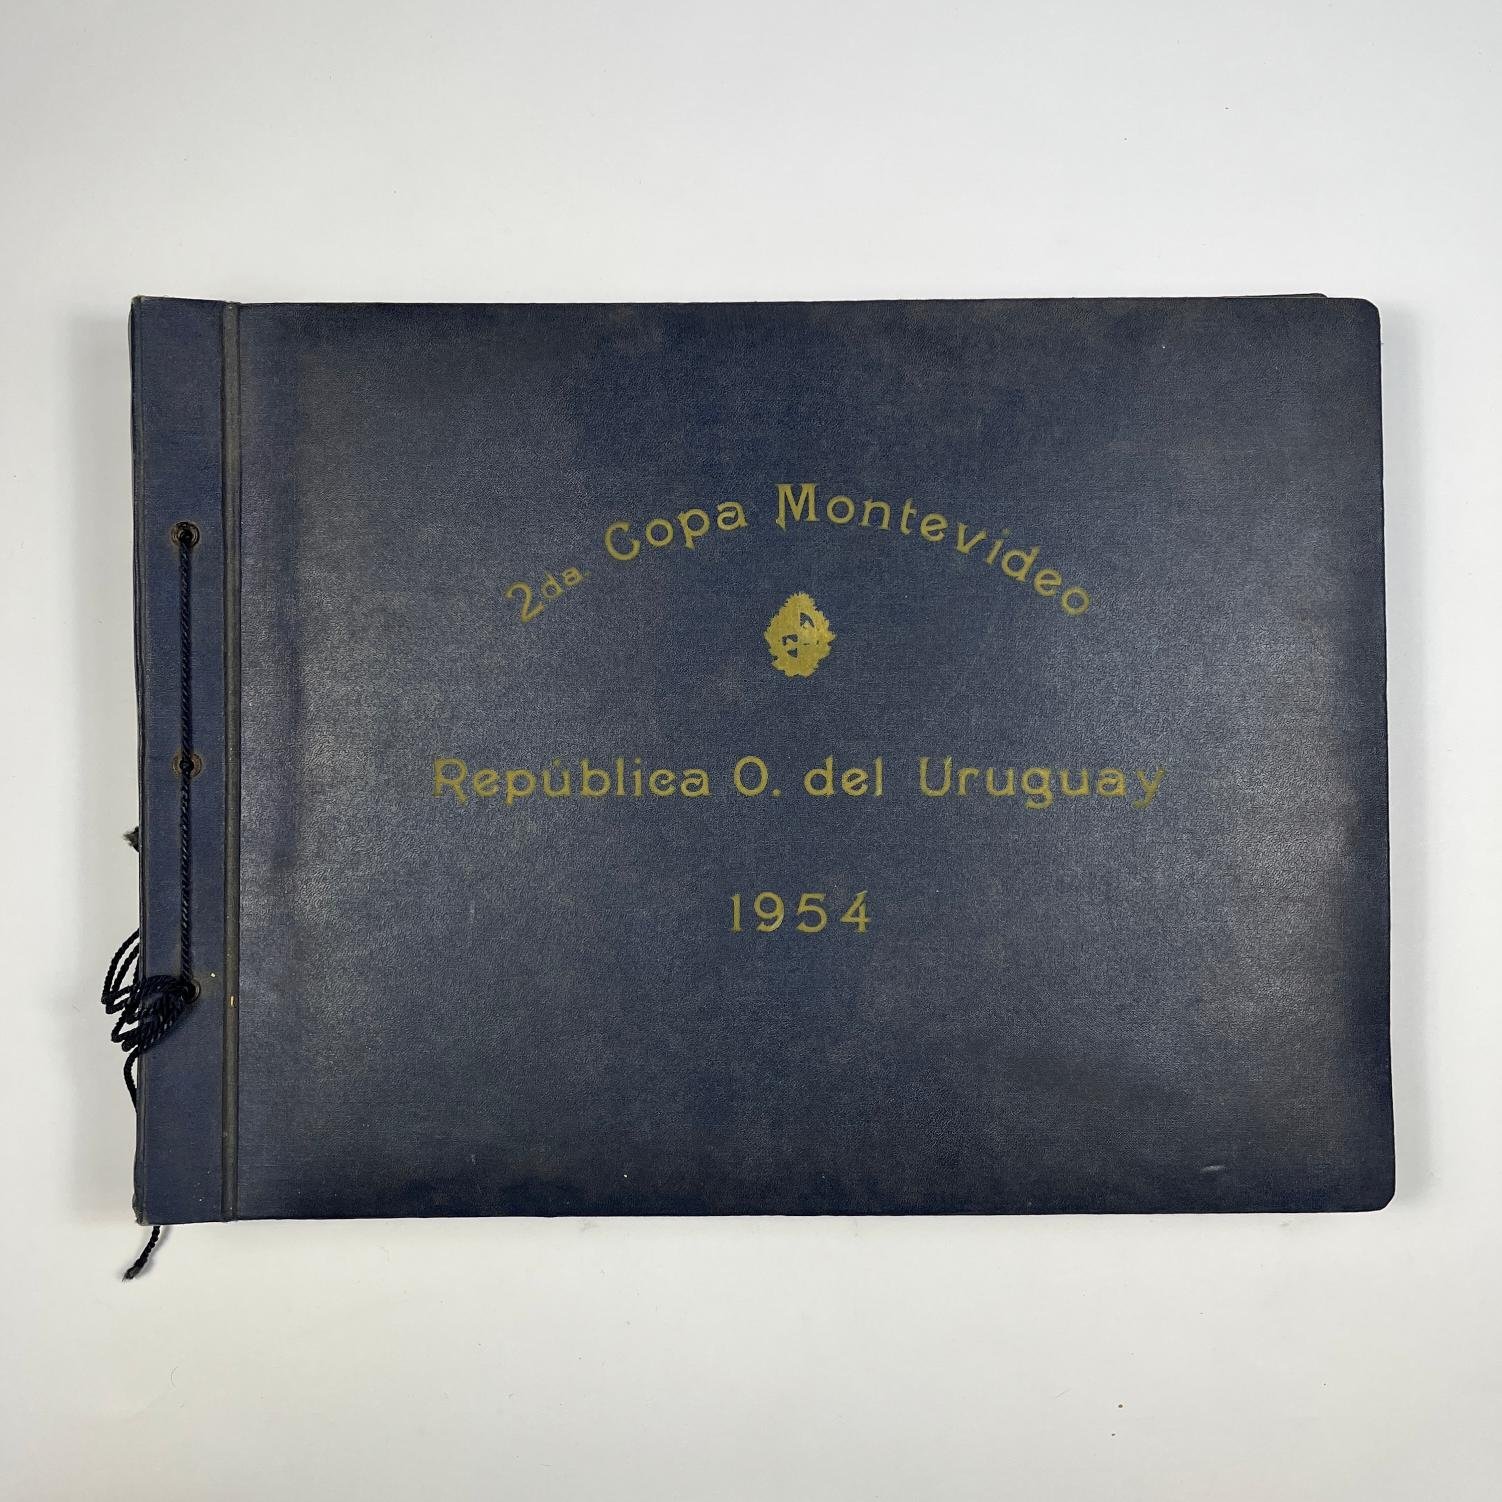 2da. Copa Montevideo
República O. del Uruguay
1954